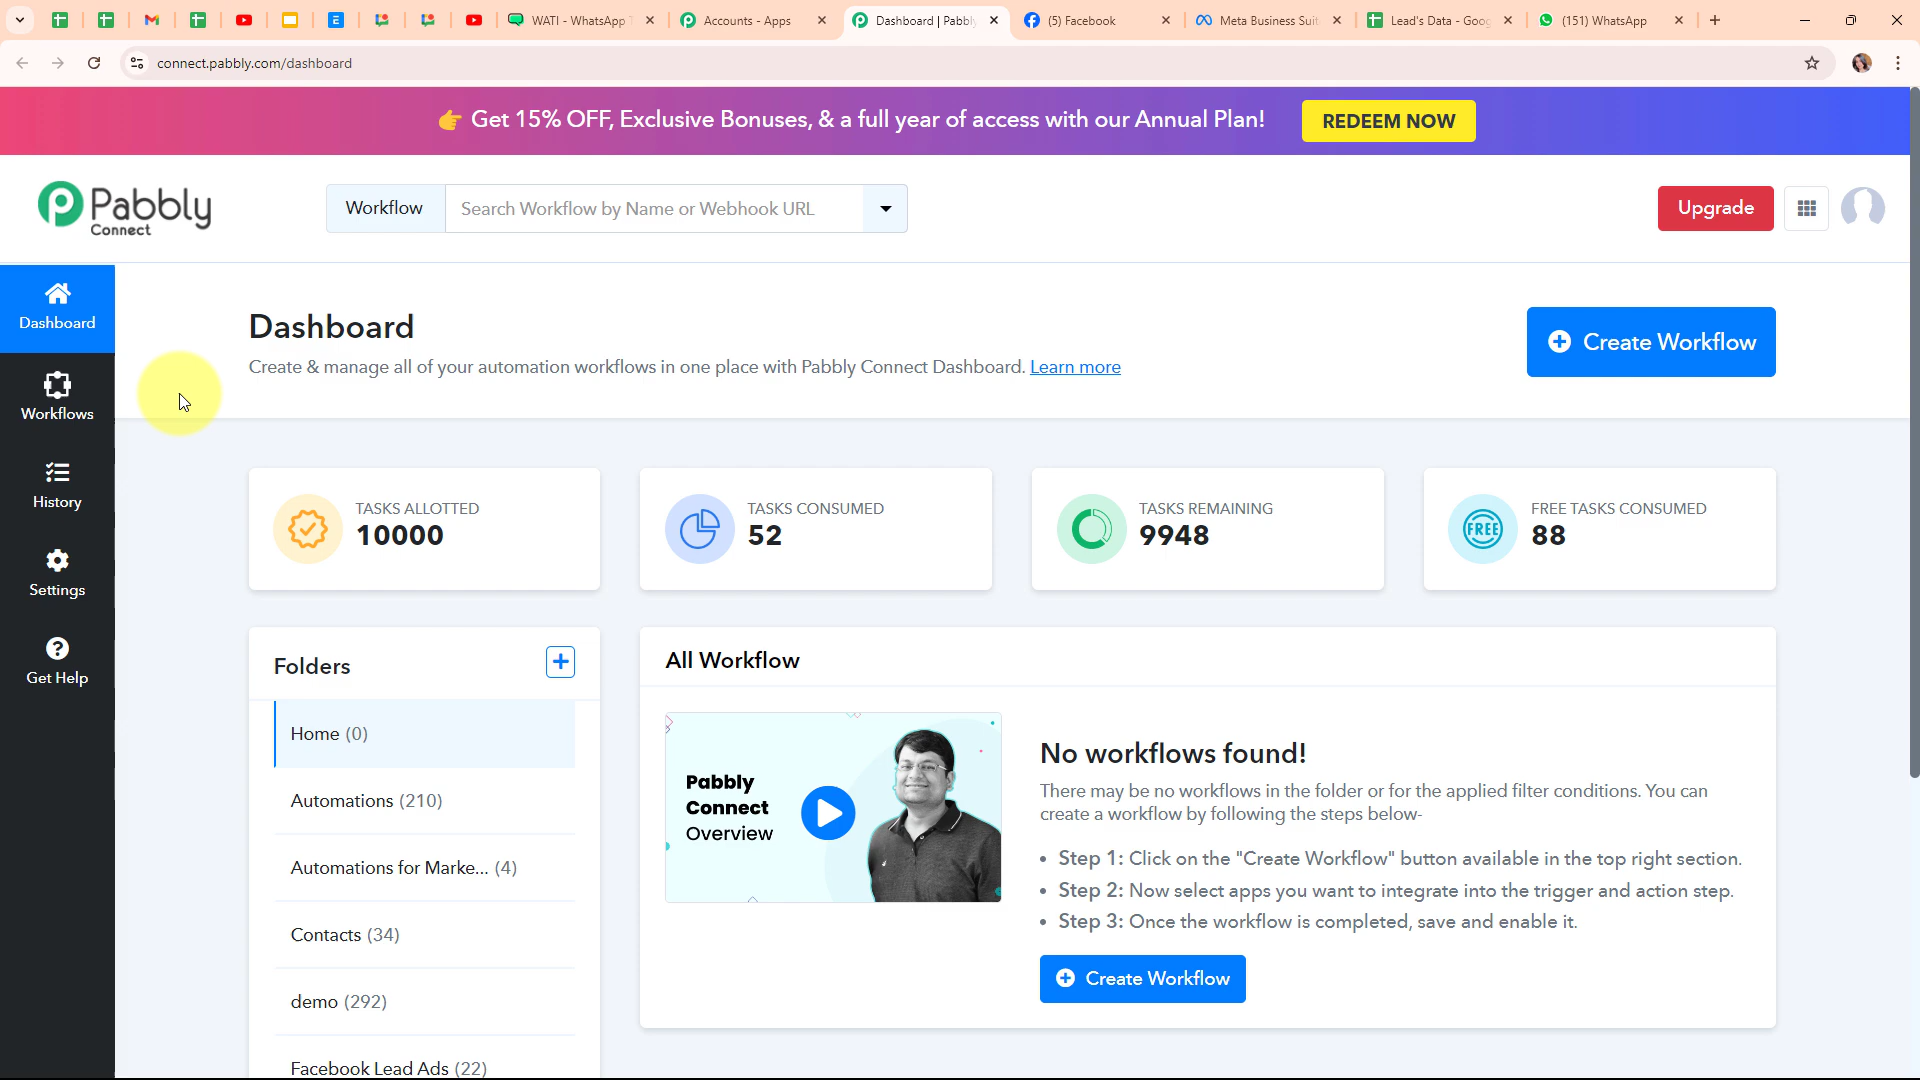 WATI - WhatsApp
Accounts - Apps
Dashboard | Pabbly
(5) Facebook
Meta Business Suit
Lead's Data - Goog
(151) WhatsApp
connect.pabbly.com/dashboard
Get 15% OFF, Exclusive Bonuses, & a full year of access with our Annual Plan!
REDEEM NOW
Pabbly
Connect
Workflow
Search Workflow by Name or Webhook URL
Upgrade
Dashboard
Workflows
History
Settings
Get Help
Dashboard
Create & manage all of your automation workflows in one place with Pabbly Connect Dashboard. Learn more
Create Workflow
TASKS ALLOTTED
10000
TASKS CONSUMED
52
TASKS REMAINING
9948
FREE
FREE TASKS CONSUMED
88
Folders
Home (0)
Automations (210)
Automations for Marke... (4)
Contacts (34)
demo (292)
Facebook Lead Ads (22)
All Workflow
Pabbly
Connect
Overview
No workflows found!
There may be no workflows in the folder or for the applied filter conditions. You can
create a workflow by following the steps below-
• Step 1: Click on the "Create Workflow" button available in the top right section.
• Step 2: Now select apps you want to integrate into the trigger and action step.
• Step 3: Once the workflow is completed, save and enable it.
Create Workflow